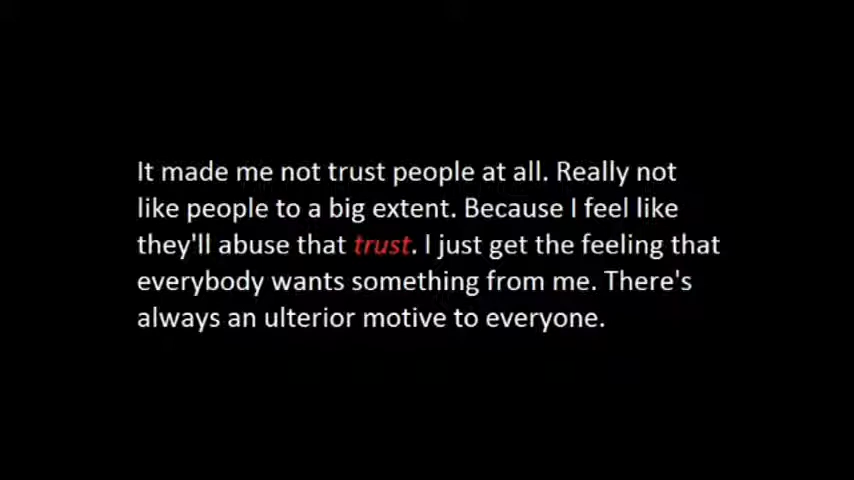 It made me not trust people at all. Really not
like people to a big extent. Because I feel like
they'll abuse that trust. I just get the feeling that
everybody wants something from me. There's
always an ulterior motive to everyone.